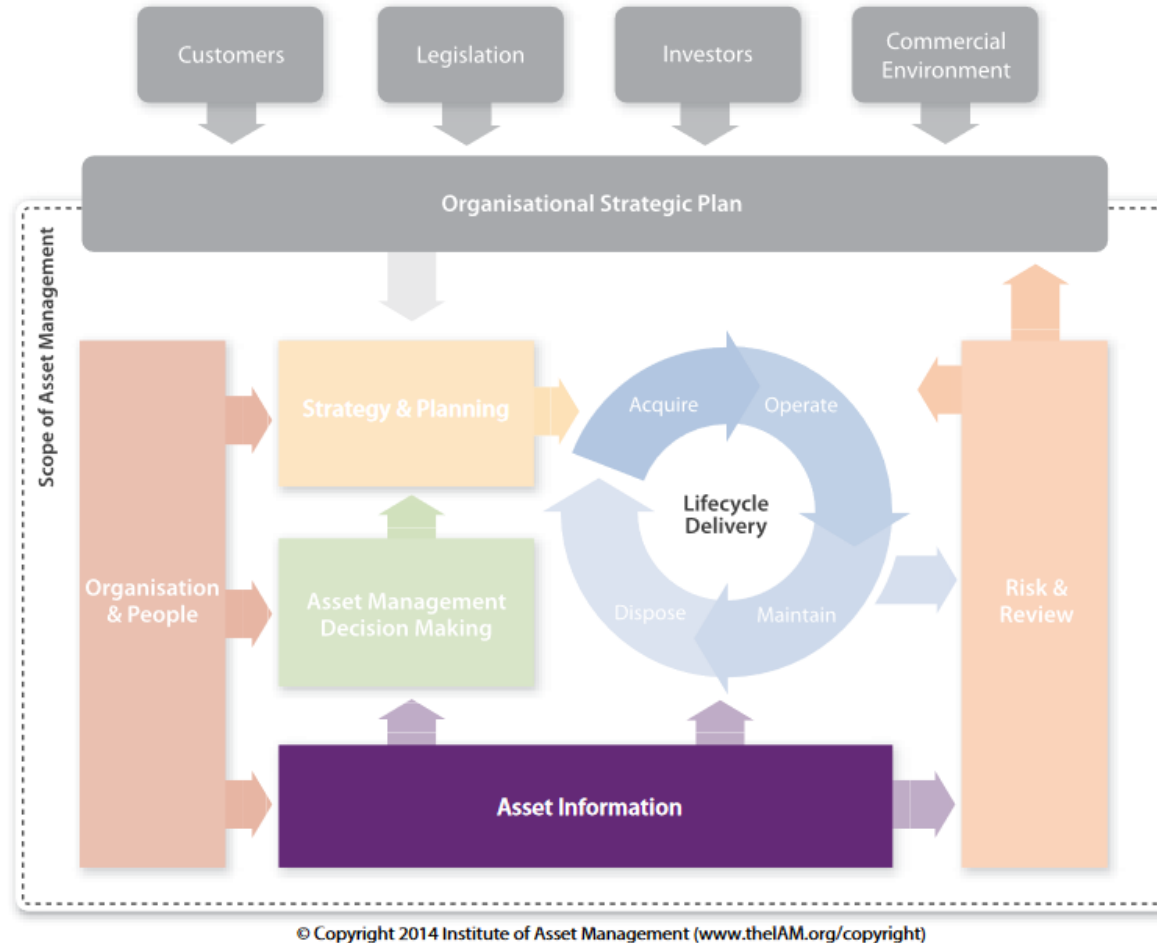 Customers
Legislation
Investors
Commercial
Environment
Organisational Strategic Plan
Scope of Asset Management
Strategy & Planning
Acquire
Operate
Lifecycle
Delivery
Organisation
& People
Asset Management
Decision Making
Dispose
Maintain
Risk &
Review
Asset Information
© Copyright 2014 Institute of Asset Management (www.theIAM.org/copyright)